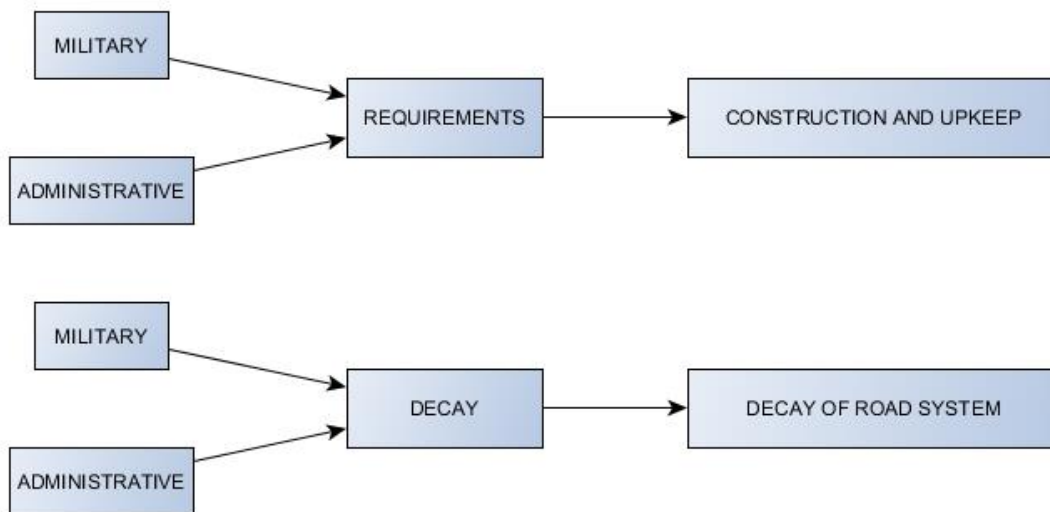 MILITARY
REQUIREMENTS
CONSTRUCTION AND UPKEEP
ADMINISTRATIVE
MILITARY
DECAY
DECAY OF ROAD SYSTEM
ADMINISTRATIVE